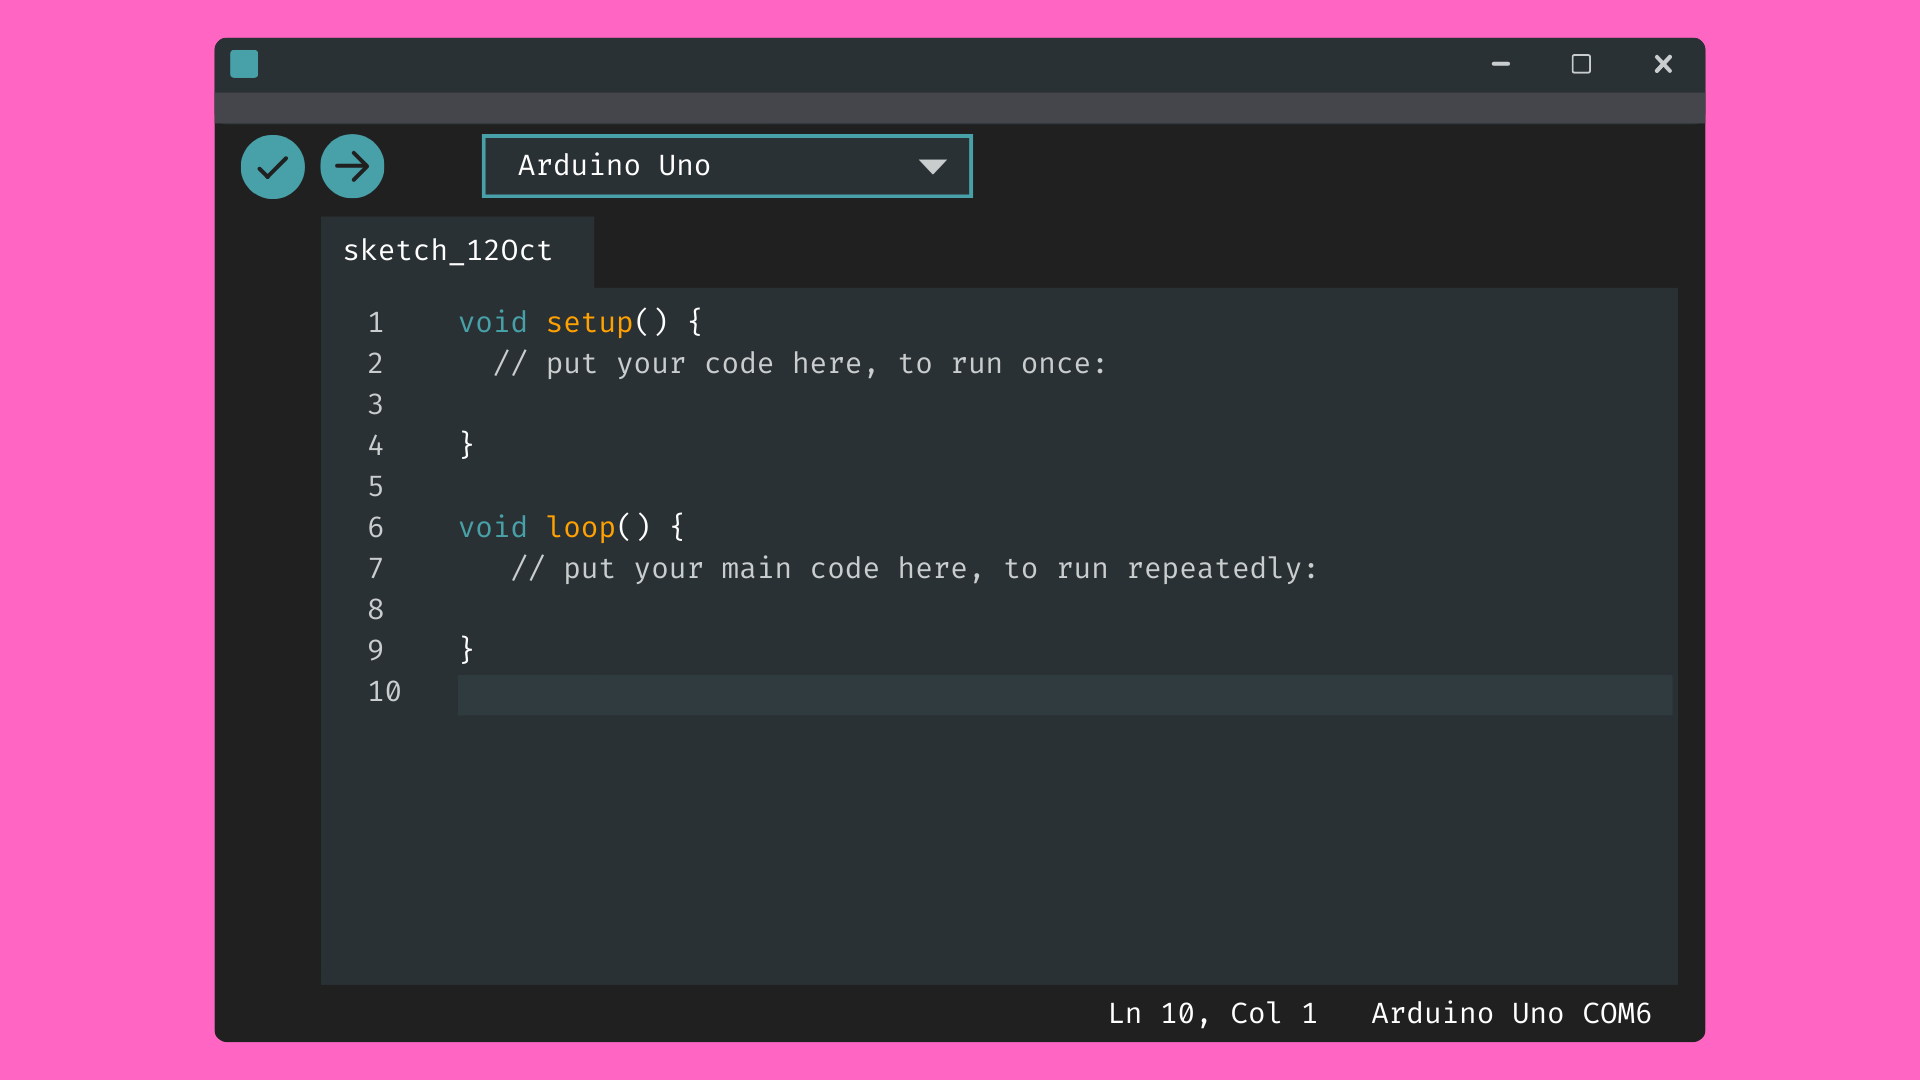 Arduino Uno
sketch_12Oct
1 void setup() {
2 // put your code here, to run once:
3
4 }
5
6 void loop() {
7 // put your main code here, to run repeatedly:
8
9 }
10
Ln 10, Col 1 Arduino Uno COM6